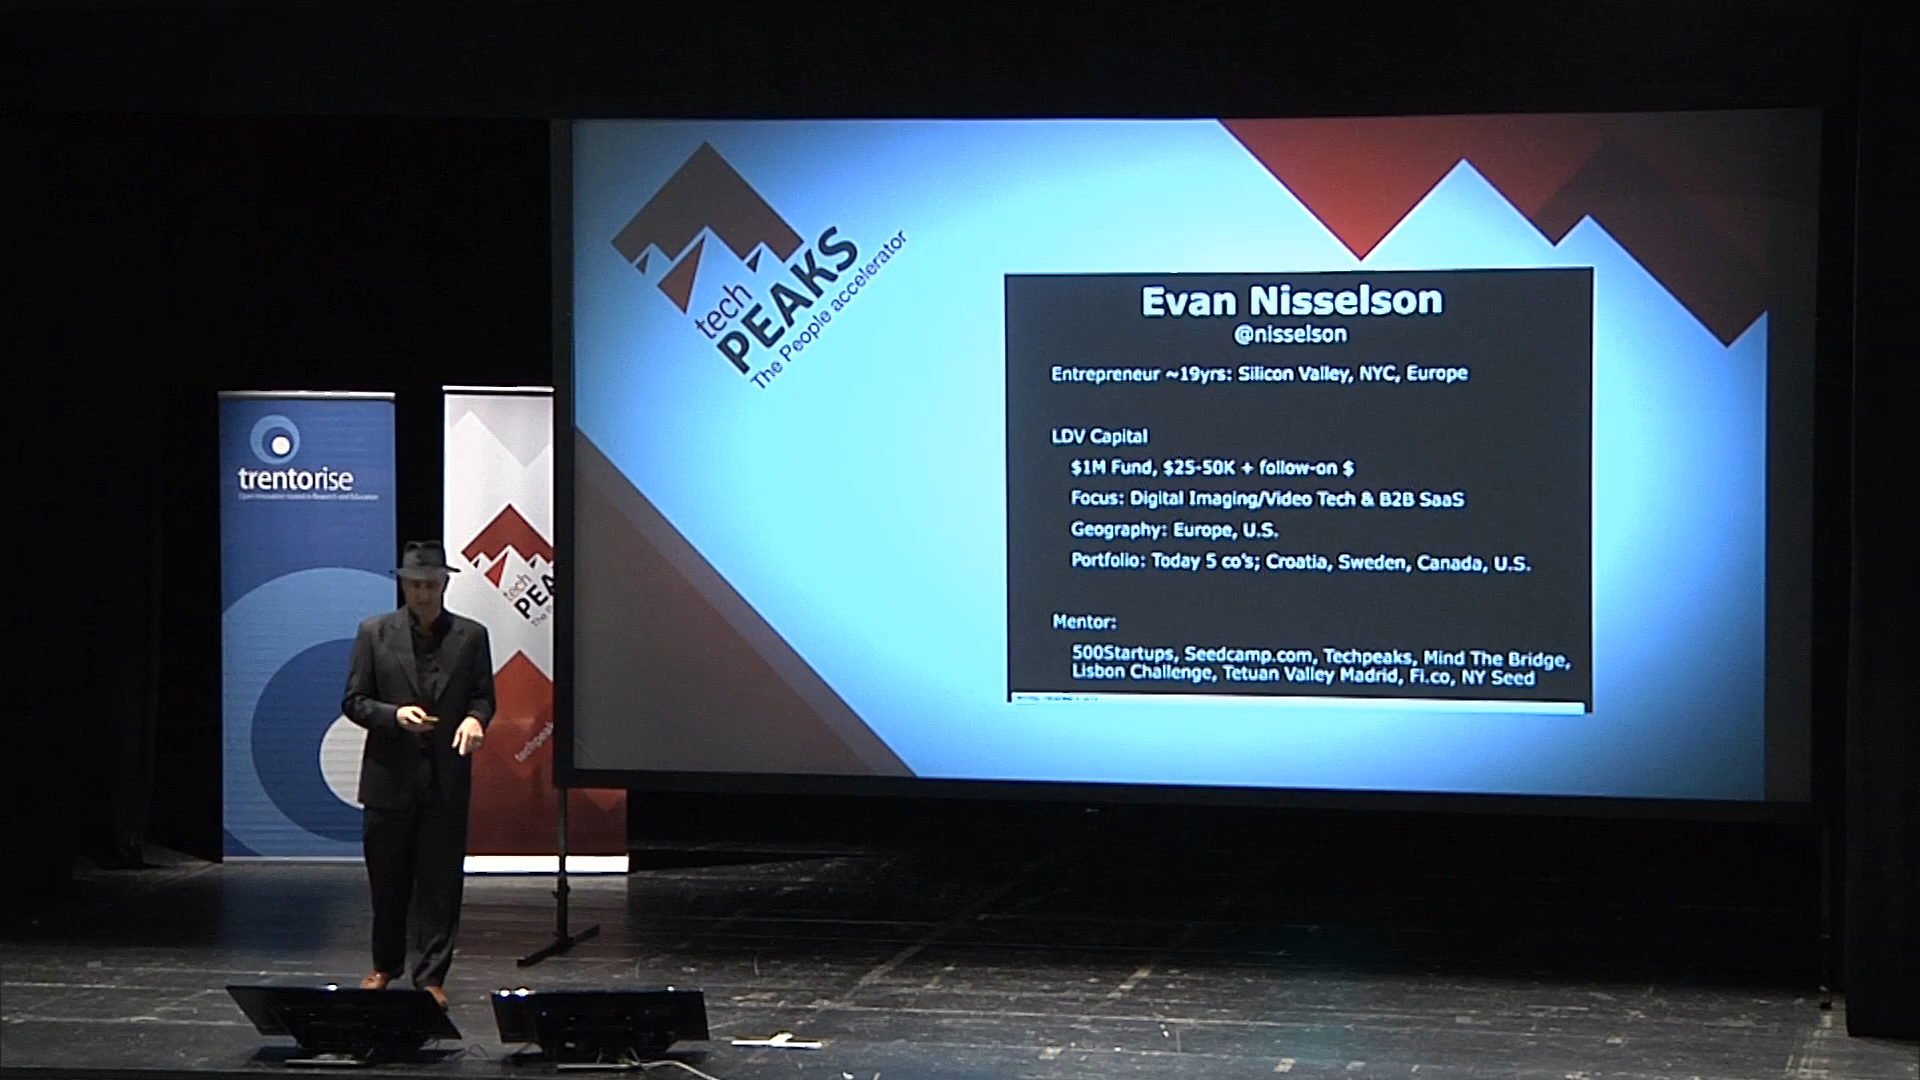 trentorise
tech
PEA
The P
techpeak
tech
PEAKS
The People accelerator
Evan Nisselson
@nisselson
Entrepreneur ~19yrs: Silicon Valley, NYC, Europe
LDV Capital
$1M Fund, $25-50K + follow-on $
Focus: Digital Imaging/Video Tech & B2B SaaS
Geography: Europe, U.S.
Portfolio: Today 5 co's; Croatia, Sweden, Canada, U.S.
Mentor:
500Startups, Seedcamp.com, Techpeaks, Mind The Bridge,
Lisbon Challenge, Tetuan Valley Madrid, Fi.co, NY Seed